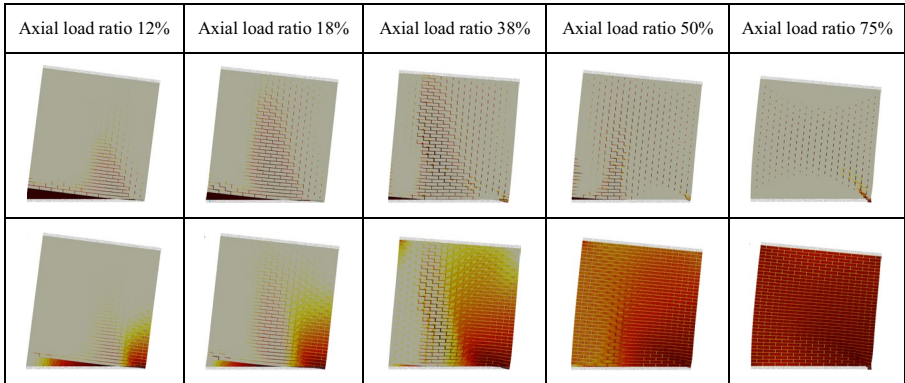 Axial load ratio 12%
Axial load ratio 18%
Axial load ratio 38%
Axial load ratio 50%
Axial load ratio 75%